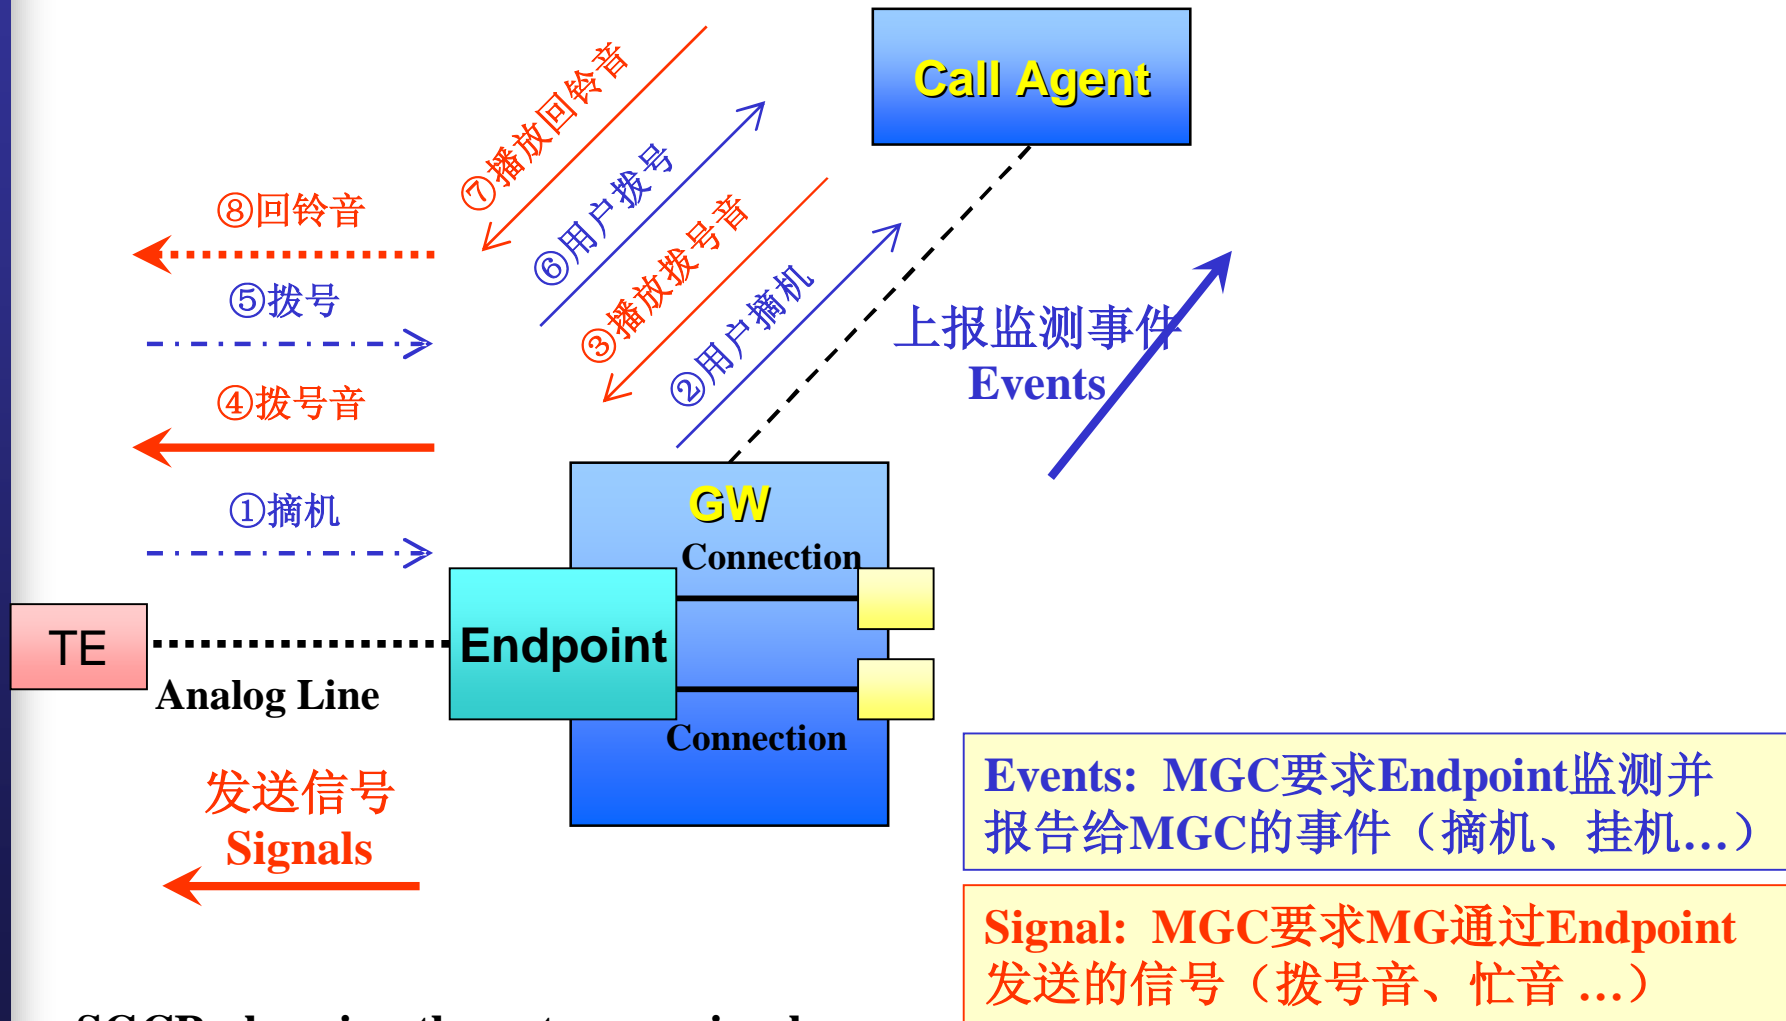 Call Agent
⑦播放回铃音
⑥用户拨号
③播放拨号音
②用户摘机
⑧回铃音
⑤拨号
④拨号音
①摘机
上报监测事件
Events
GW
Connection
Endpoint
Connection
TE
Analog Line
发送信号
Signals
Events: MGC要求Endpoint监测并
报告给MGC的事件（摘机、挂机...）
Signal: MGC要求MG通过Endpoint
发送的信号（拨号音、忙音 ...）